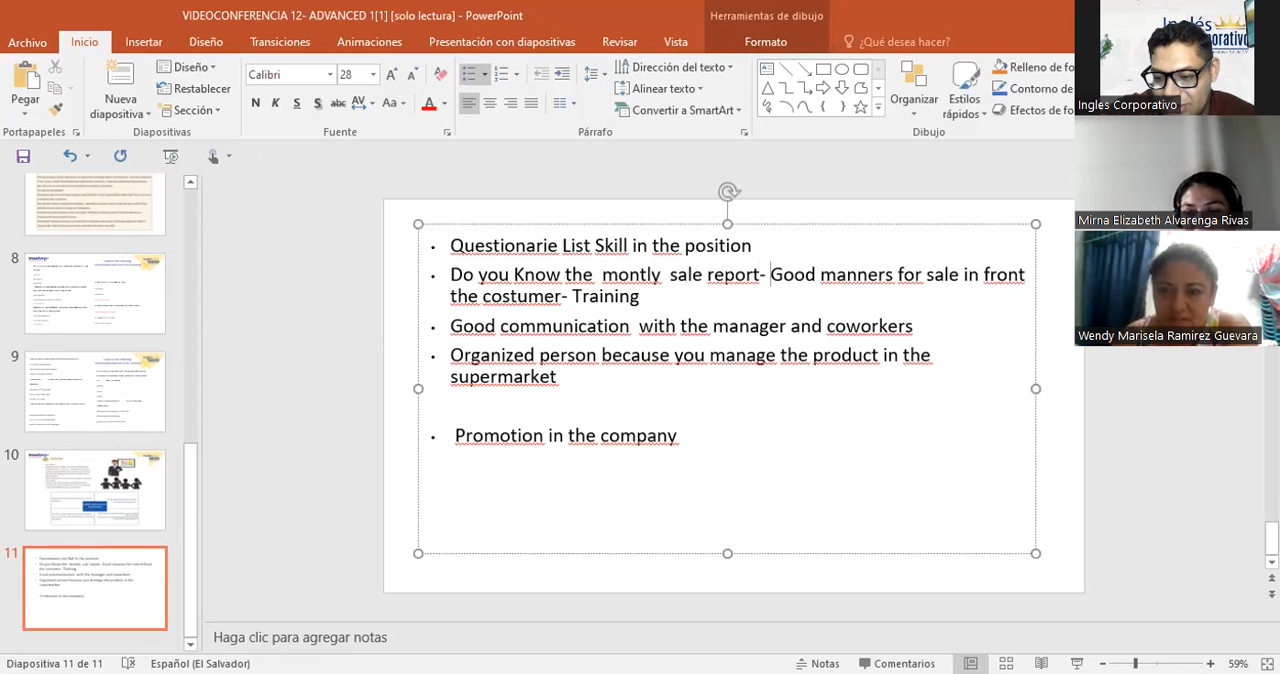 VIDEOCONFERENCIA 12- ADVANCED 1[1] [solo lectura] - PowerPoint
Herramientas de dibujo
Archivo Inicio Insertar Diseño Transiciones Animaciones Presentación con diapositivas Revisar Vista Formato ¿Qué desea hacer?
Pegar
Nueva diapositiva
Diseño
Restablecer
Sección
Calibri 28
N K S S abc AV Aa A
Dirección del texto
Alinear texto
Convertir a SmartArt
Organizar
Estilos rápidos
Relleno de fo
Contorno de
Efectos de fo
Portapapeles Diapositivas Fuente Párrafo Dibujo
Inglés
Corporativo
Ingles Corporativo
Mirna Elizabeth Alvarenga Rivas
Wendy Marisela Ramirez Guevara
• Questionarie List Skill in the position
• Do you Know the montly sale report- Good manners for sale in front
the costumer- Training
• Good communication with the manager and coworkers
• Organized person because you manage the product in the
supermarket
• Promotion in the company
8
9
10
11
Haga clic para agregar notas
Diapositiva 11 de 11 Español (El Salvador) Notas Comentarios 59%